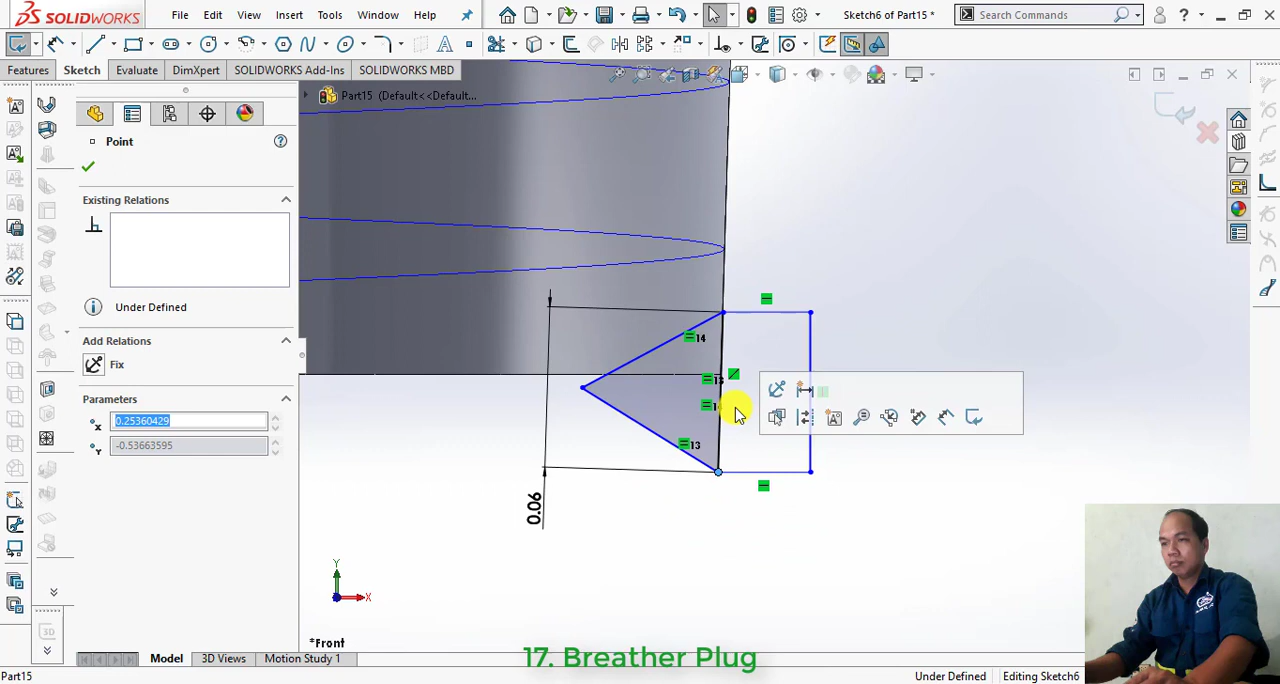 SOLIDWORKS File Edit View Insert Tools Window Help Sketch6 of Part15 * Search Commands ?
Features Sketch Evaluate DimXpert SOLIDWORKS Add-Ins SOLIDWORKS MBD
Part15 (Default<<Default...
Point
Existing Relations
Under Defined
Add Relations
Fix
Parameters
0.25360429
-0.53663595
14
13
13
0.06
Y
X
*Front
3D
Model 3D Views Motion Study 1
17. Breather Plug
Part15 Under Defined Editing Sketch6